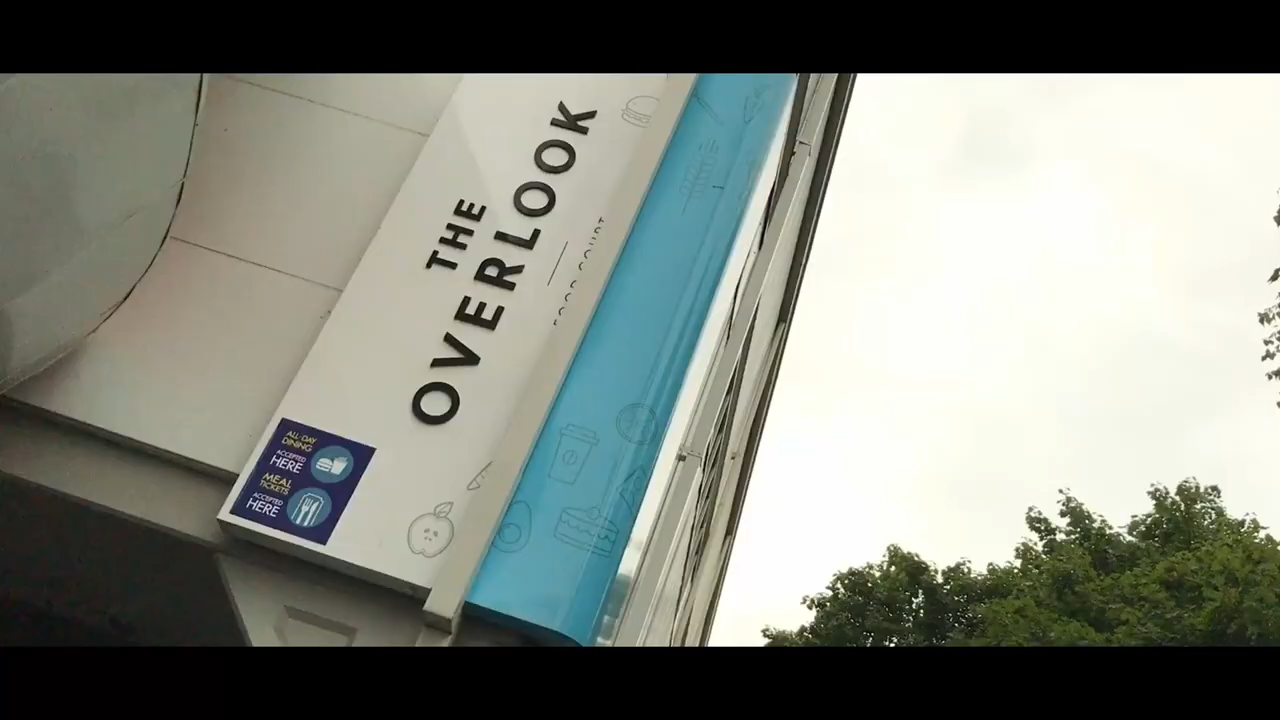 THE
OVERLOOK
FOOD COURT
ALL-DAY
DINING
ACCEPTED
HERE
MEAL
TICKETS
ACCEPTED
HERE